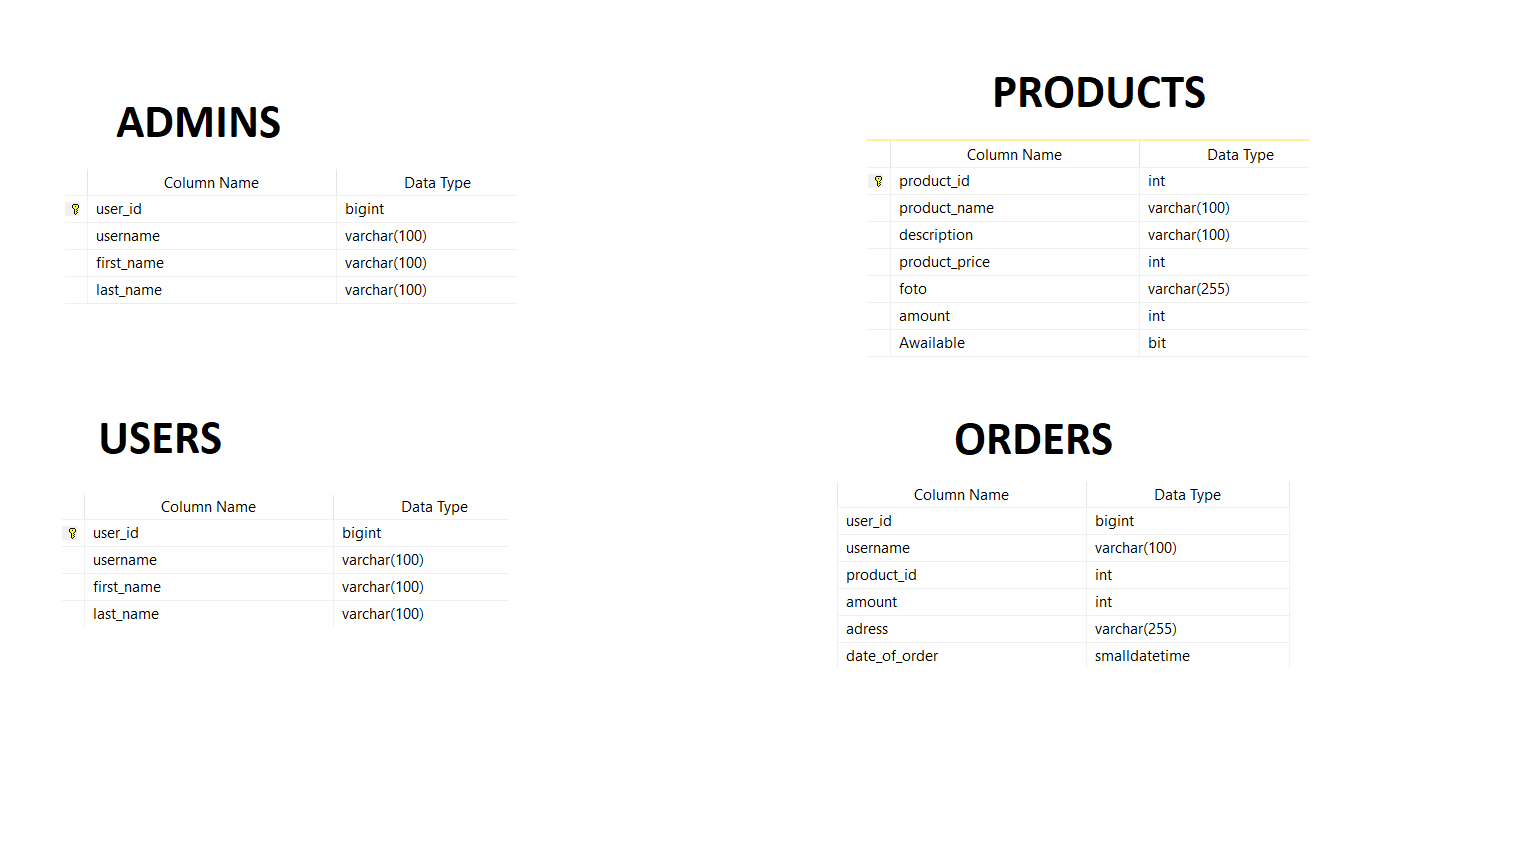 ADMINS
Column Name Data Type
user_id bigint
username varchar(100)
first_name varchar(100)
last_name varchar(100)
PRODUCTS
Column Name Data Type
product_id int
product_name varchar(100)
description varchar(100)
product_price int
foto varchar(255)
amount int
Awailable bit
USERS
Column Name Data Type
user_id bigint
username varchar(100)
first_name varchar(100)
last_name varchar(100)
ORDERS
Column Name Data Type
user_id bigint
username varchar(100)
product_id int
amount int
adress varchar(255)
date_of_order smalldatetime